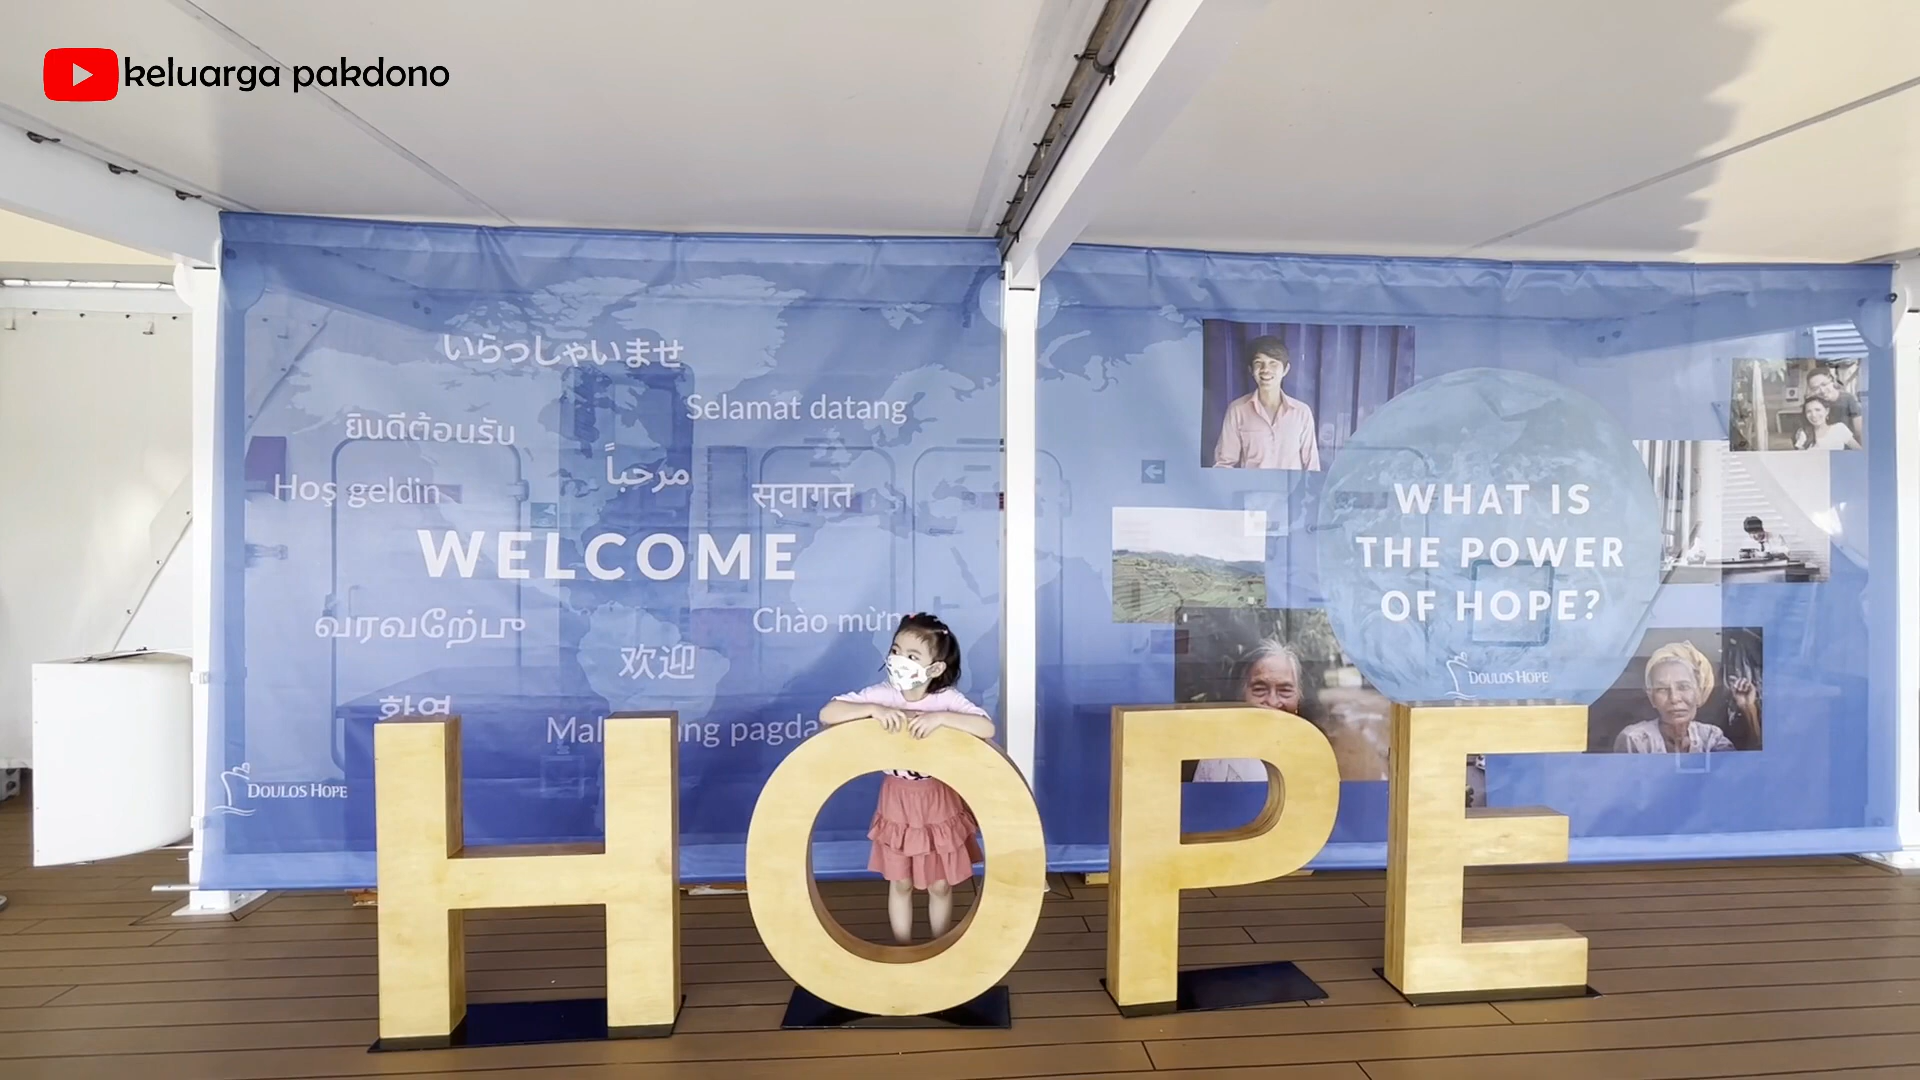 keluarga pakdono
いらっしゃいませ
Selamat datang
ยินดีต้อนรับ
مرحباً
Hoş geldin
स्वागत
WELCOME
வரவேற்பு
Chào mừn
欢迎
pagda
DOULOS HOPE
WHAT IS
THE POWER
OF HOPE?
DOULOS HOPE
HOPE